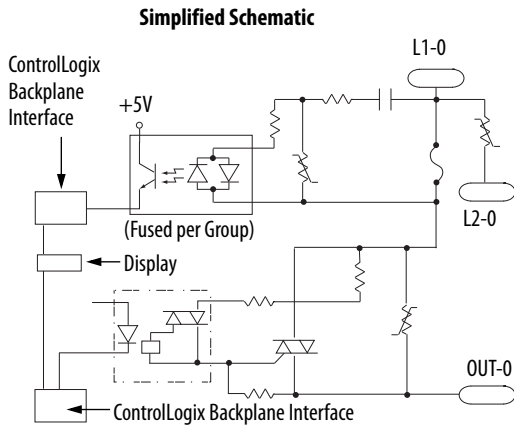 Simplified Schematic
L1-0
ControlLogix
Backplane
Interface
+5V
L2-0
(Fused per Group)
Display
OUT-0
ControlLogix Backplane Interface